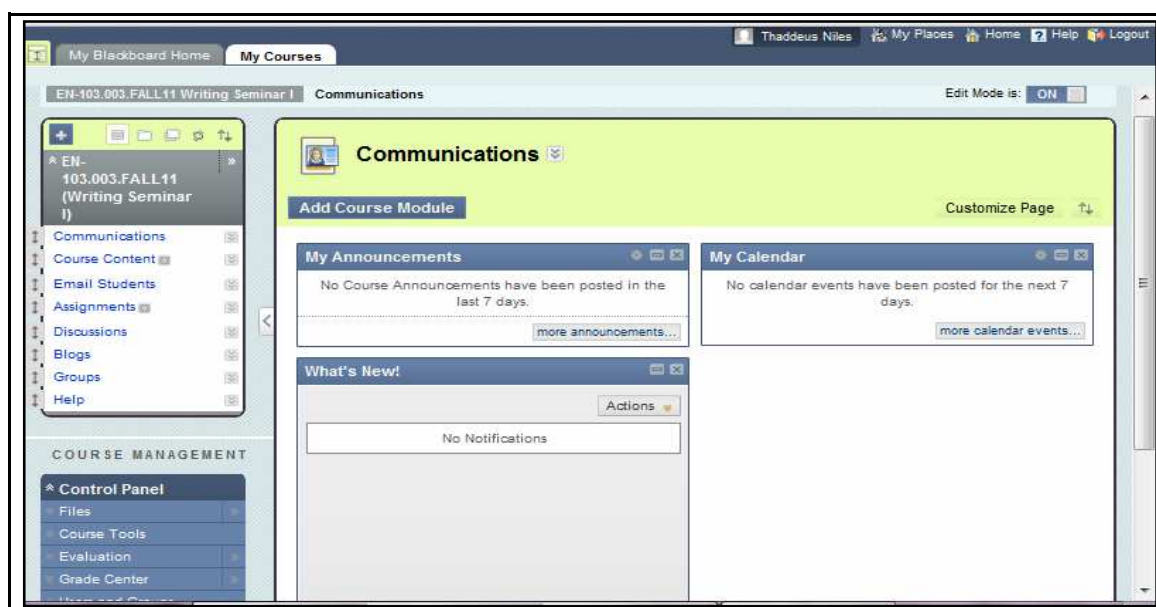 Thaddeus Niles My Places Home Help Logout
My Blackboard Home My Courses
EN-103.003.FALL11 Writing Seminar I Communications Edit Mode is: ON
EN-
103.003.FALL11
(Writing Seminar
I)
Communications
Course Content
Email Students
Assignments
Discussions
Blogs
Groups
Help
COURSE MANAGEMENT
Control Panel
Files
Course Tools
Evaluation
Grade Center
Users and Groups
Communications
Add Course Module Customize Page
My Announcements
No Course Announcements have been posted in the
last 7 days.
more announcements...
My Calendar
No calendar events have been posted for the next 7
days.
more calendar events...
What's New!
Actions
No Notifications